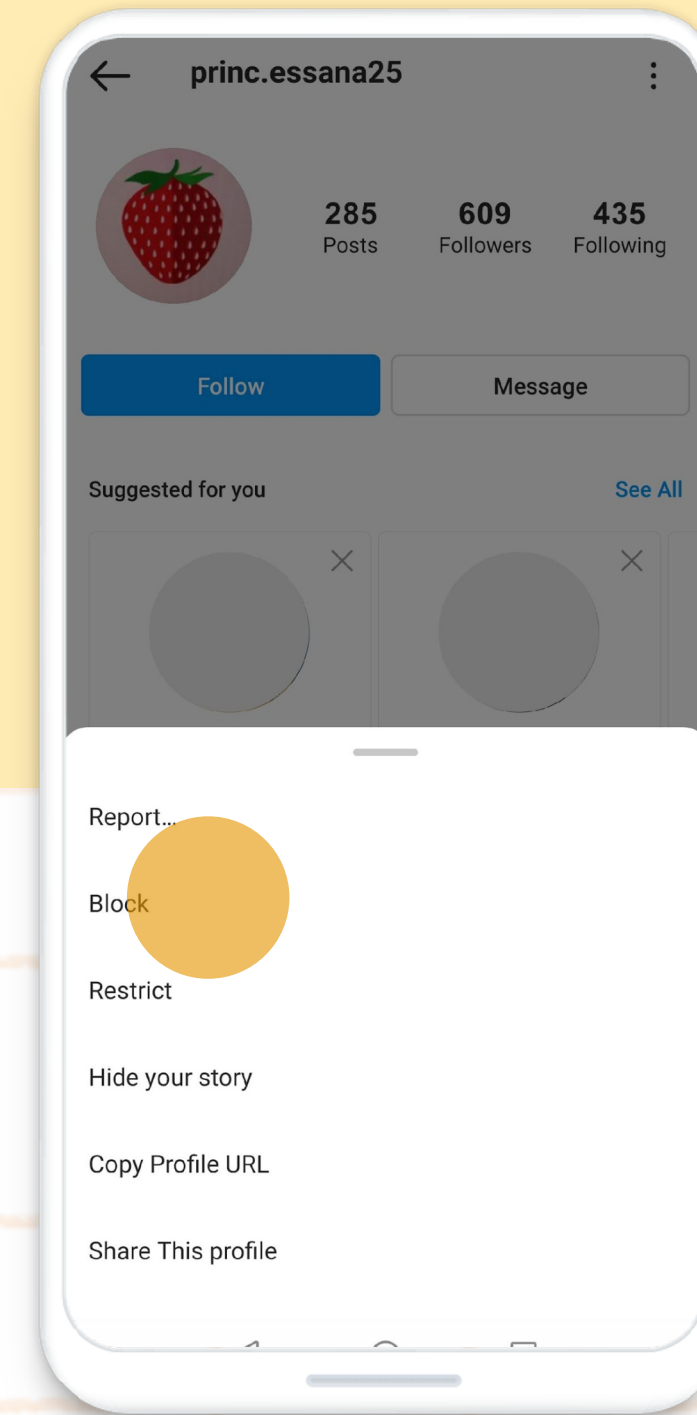 princ.essana25
285 609 435
Posts Followers Following
Follow Message
Suggested for you See All
Report...
Block
Restrict
Hide your story
Copy Profile URL
Share This profile